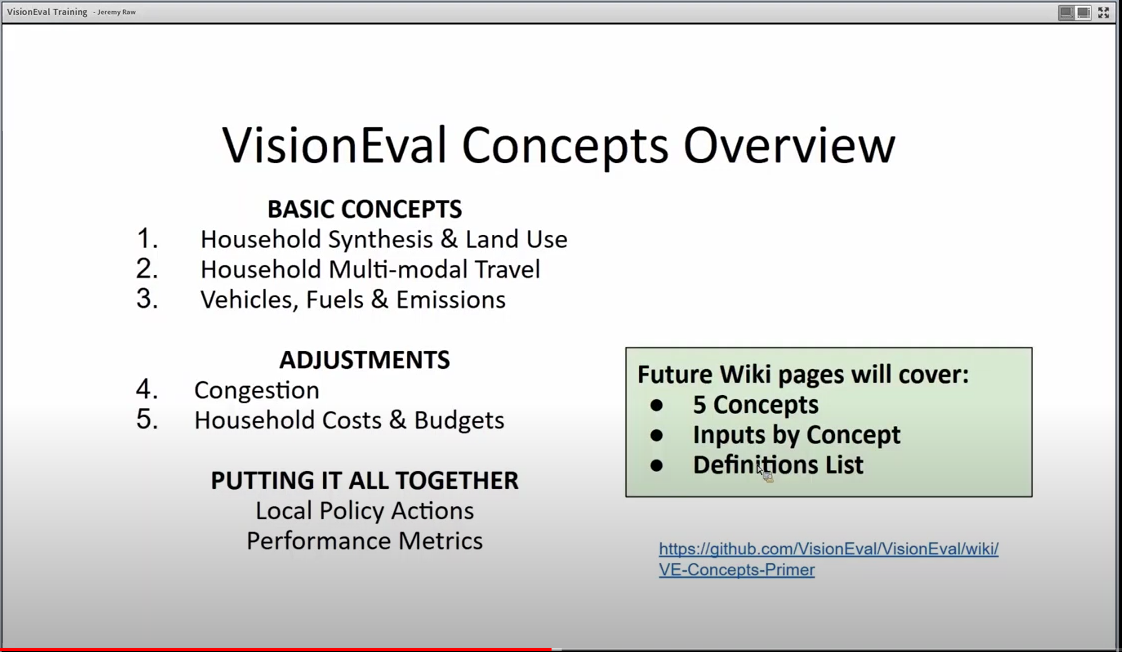 VisionEval Training - Jeremy Raw
VisionEval Concepts Overview
BASIC CONCEPTS
1. Household Synthesis & Land Use
2. Household Multi-modal Travel
3. Vehicles, Fuels & Emissions
ADJUSTMENTS
4. Congestion
5. Household Costs & Budgets
PUTTING IT ALL TOGETHER
Local Policy Actions
Performance Metrics
Future Wiki pages will cover:
● 5 Concepts
● Inputs by Concept
● Definitions List
https://github.com/VisionEval/VisionEval/wiki/
VE-Concepts-Primer